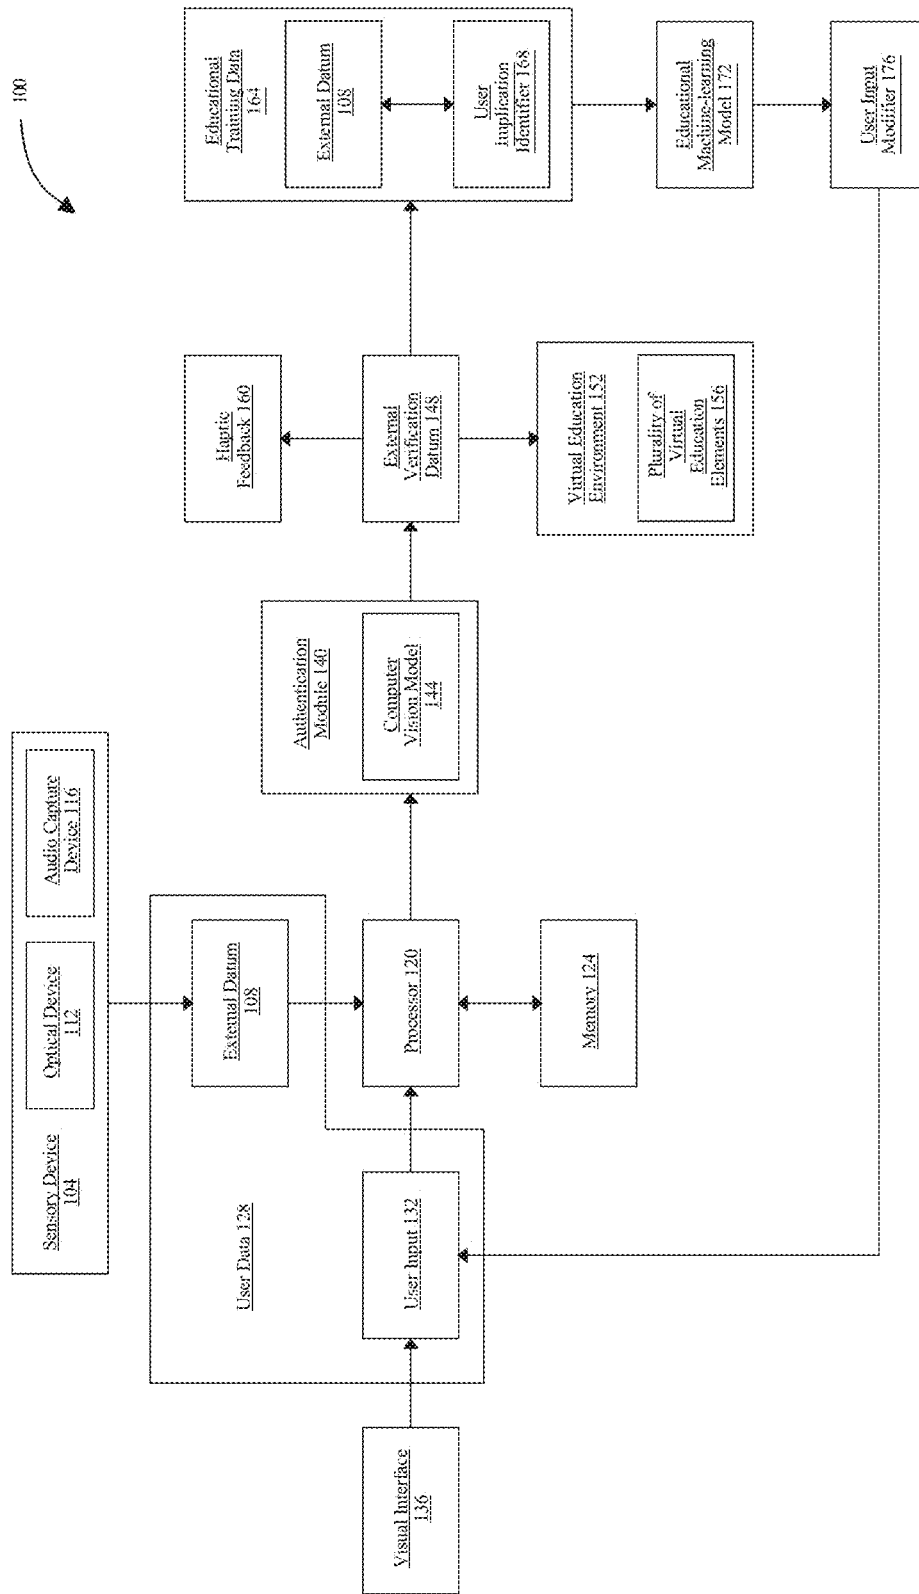 100
Sensory Device
104
Optical Device
112
Audio Capture
Device 116
User Data 128
External Datum
108
Visual Interface
136
User Input 132
Processor 120
Memory 124
Authentication
Module 140
Computer
Vision Model
144
Haptic
Feedback 160
External
Verification
Datum 148
Virtual Education
Environment 152
Plurality of
Virtual
Education
Elements 156
Educational
Training Data
164
External Datum
108
User
Implication
Identifier 168
Educational
Machine-learning
Model 172
User Input
Modifier 176